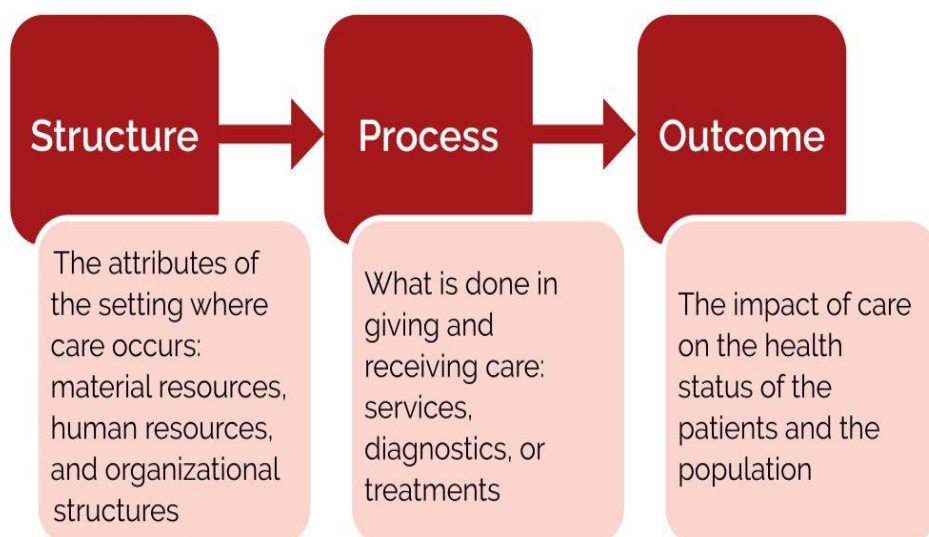 Structure
Process
Outcome
The attributes of
the setting where
care occurs:
material resources,
human resources,
and organizational
structures
What is done in
giving and
receiving care:
services,
diagnostics, or
treatments
The impact of care
on the health
status of the
patients and the
population